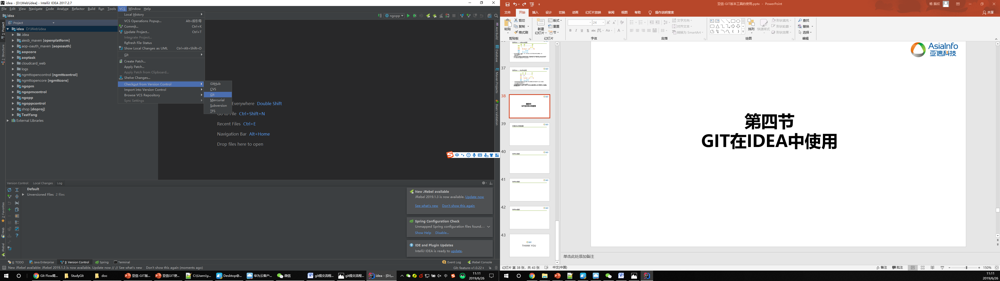 idea - [D:\Web\idea] - IntelliJ IDEA 2017.2.7
File Edit View Navigate Code Analyze Refactor Build Run Tools VCS Window Help
idea
ngopp
Project
idea D:\Web\idea
.idea
aiesb_maven [openplatform]
aop-oauth_maven [aopoauth]
aopcore
aoptask
cloudcard_web
logs
ngmttopencontrol [ngmttcontrol]
ngmttopencore [ngmttcore]
ngopm
ngopmcontrol
ngopp
ngoppcontrol
shop [doproj]
TestYang
External Libraries
1: Project
7: Structure
2: Favorites
Web
JRebel
Local History
VCS Operations Popup... Alt+后引号
Commit... Ctrl+K
Update Project... Ctrl+T
Integrate Project...
Refresh File Status
Show Local Changes as UML Ctrl+Alt+Shift+D
Git
Create Patch...
Apply Patch...
Apply Patch from Clipboard...
Shelve Changes...
Checkout from Version Control
Import into Version Control
Browse VCS Repository
Sync Settings
GitHub
CVS
Git
Mercurial
Subversion
TFS
Everywhere Double Shift
Go to File Ctrl+Shift+N
Recent Files Ctrl+E
Navigation Bar Alt+Home
Drop files here to open
Ant Build
Database
Maven Projects
Bean Validation
中
Version Control: Local Changes Log
Default
Unversioned Files 2 files
New JRebel available
JRebel 2019.1.3 is now available. Update now
See what's new Don't show this again
Spring Configuration Check
Unmapped Spring configuration files found....
Show Help Disable...
IDE and Plugin Updates
IntelliJ IDEA is ready to update.
6: TODO Java Enterprise 9: Version Control Spring Terminal
6 Event Log JRebel Console
New JRebel available: JRebel 2019.1.3 is now available. Update now // // See what's new Don't show this again (moments ago)
Git: feature-v1.0.22
Git Flow简... StudyGit doc 亚信-GIT版... 亚信GIT使... C:\Users\y... Desktop@... 华为云客户... 微信 git提交流程... git提交流程... idea - [D:\...
中 42 11:11
2019/6/26
亚信-GIT版本工具的使用.pptx - PowerPoint
杨 振欣
文件 开始 插入 设计 切换 动画 幻灯片放映 审阅 视图 帮助 操作说明搜索
共享
粘贴
剪切
复制
格式刷
剪贴板
新建
幻灯片
版式
重置
节
幻灯片
24
字体
文字方向
对齐文本
转换为 SmartArt
段落
排列
快速样式
形状填充
形状轮廓
形状效果
绘图
查找
替换
选择
编辑
37
38
第四节
GIT在IDEA中使用
39
40
41
42
43
THANK YOU
AsiaInfo
亚信科技
第四节
GIT在IDEA中使用
单击此处添加备注
幻灯片 第 38 张, 共 43 张 中文(中国)
备注 批注 150%
11:11
2019/6/26